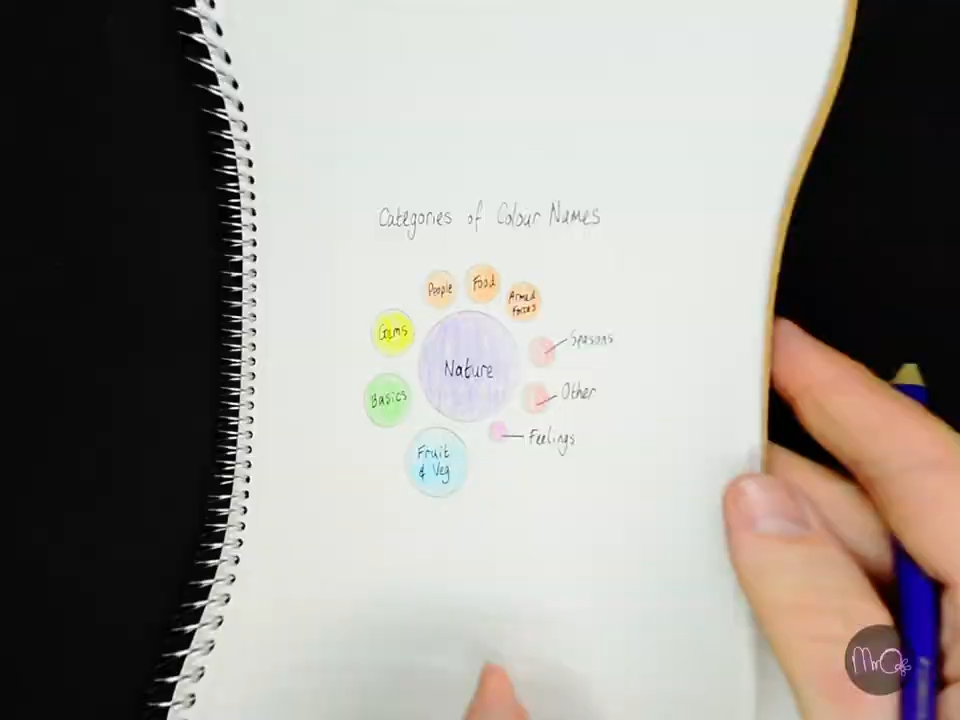 Categories of Colour Names
People
Food
Armed
Forces
Gems
Seasons
Nature
Basics
Other
Feelings
Fruit
& Veg